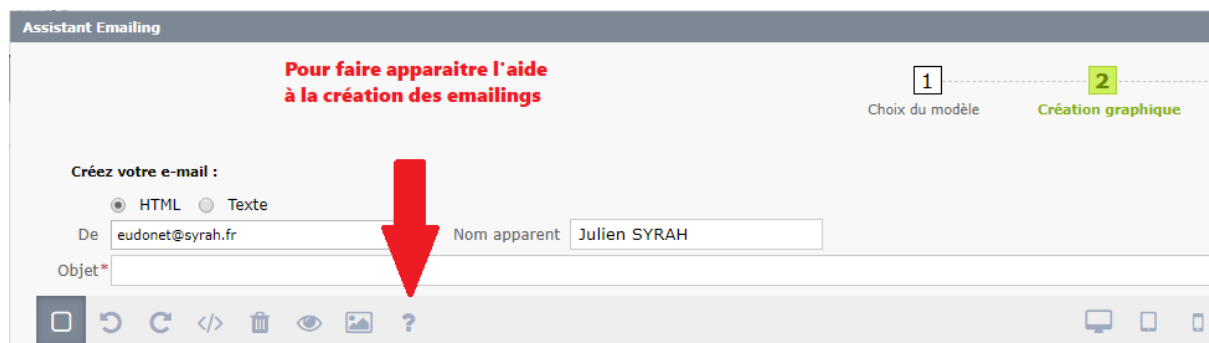 Assistant Emailing
Pour faire apparaitre l'aide
à la création des emailings
1
2
Choix du modèle
Création graphique
Créez votre e-mail :
HTML Texte
De eudonet@syrah.fr Nom apparent Julien SYRAH
Objet*
</> ?